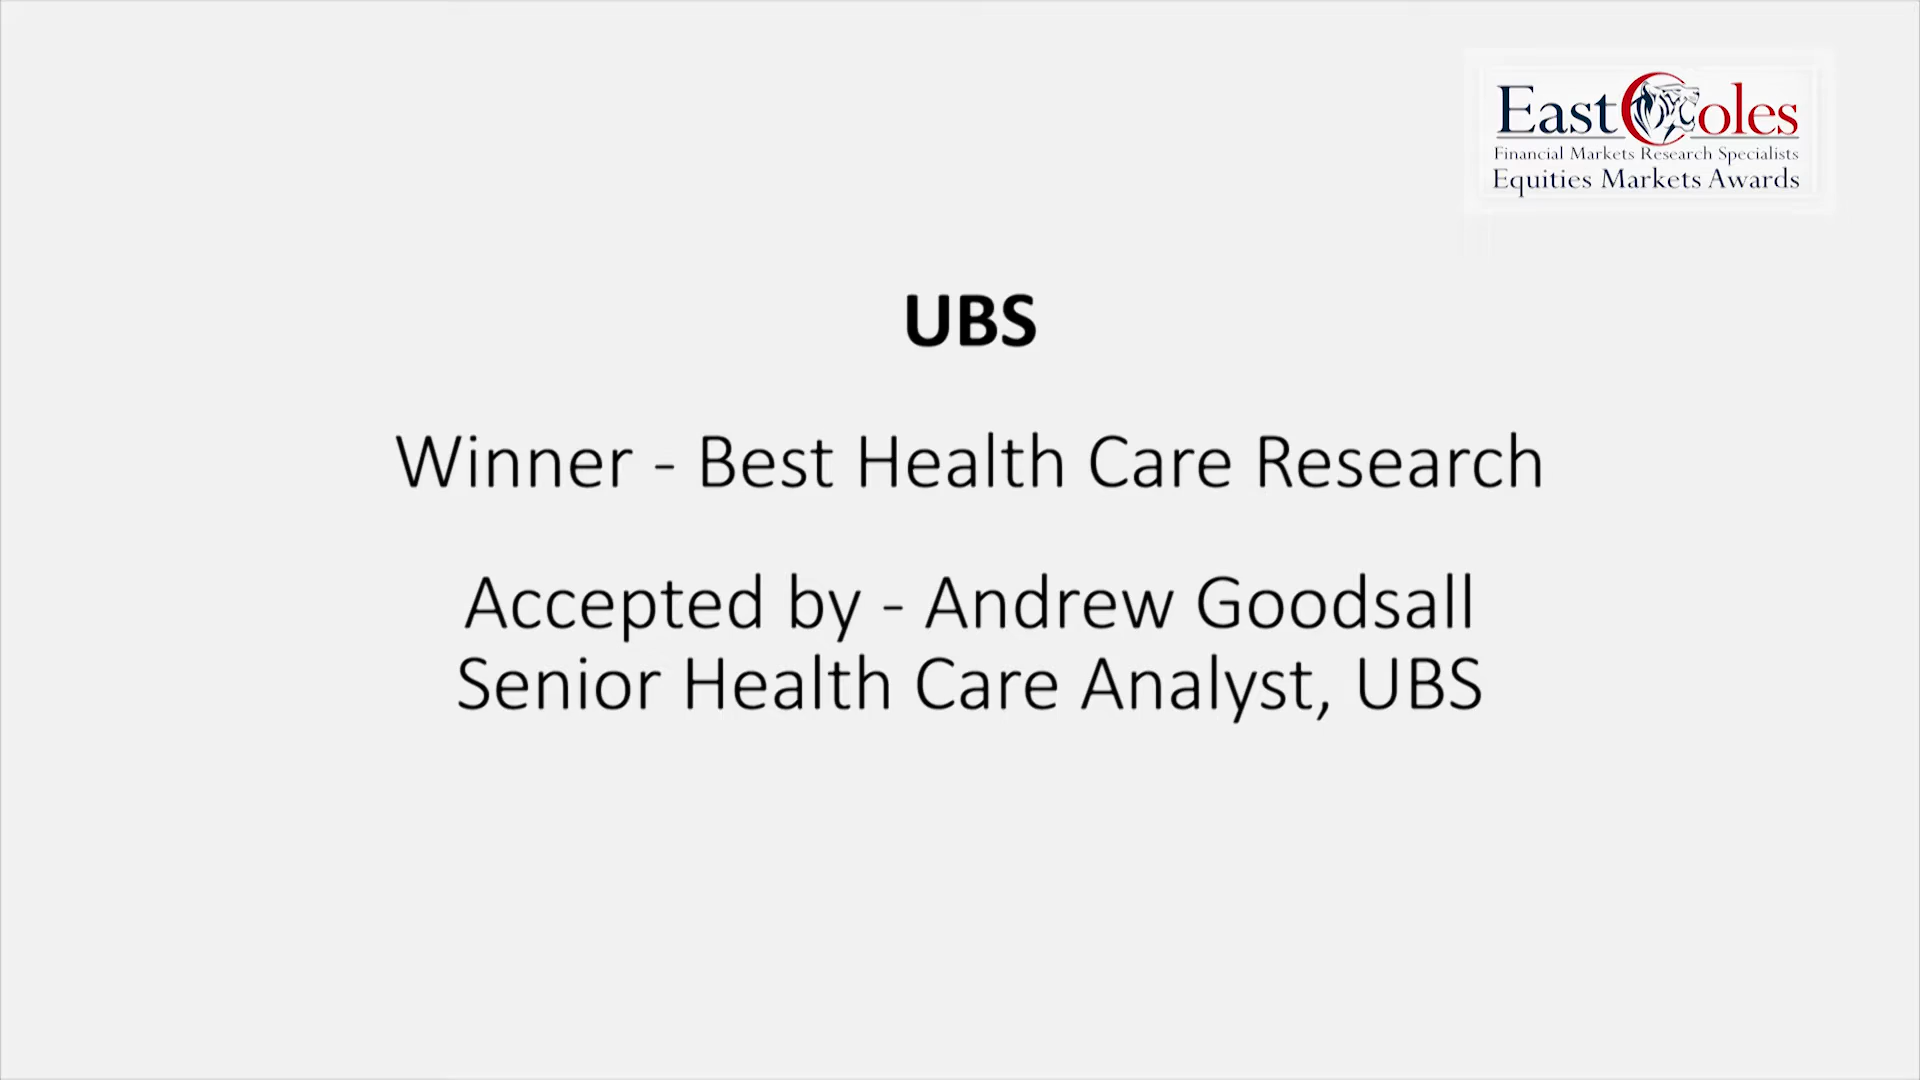 EastColes
Financial Markets Research Specialists
Equities Markets Awards
UBS
Winner - Best Health Care Research
Accepted by - Andrew Goodsall
Senior Health Care Analyst, UBS